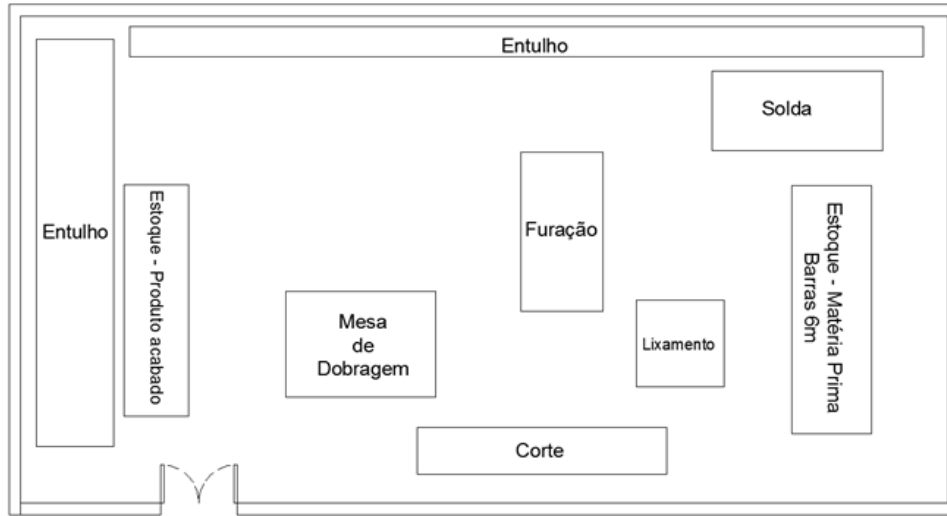 Entulho
Solda
Entulho
Estoque - Produto acabado
Furação
Estoque - Matéria Prima
Barras 6m
Mesa
de
Dobragem
Lixamento
Corte